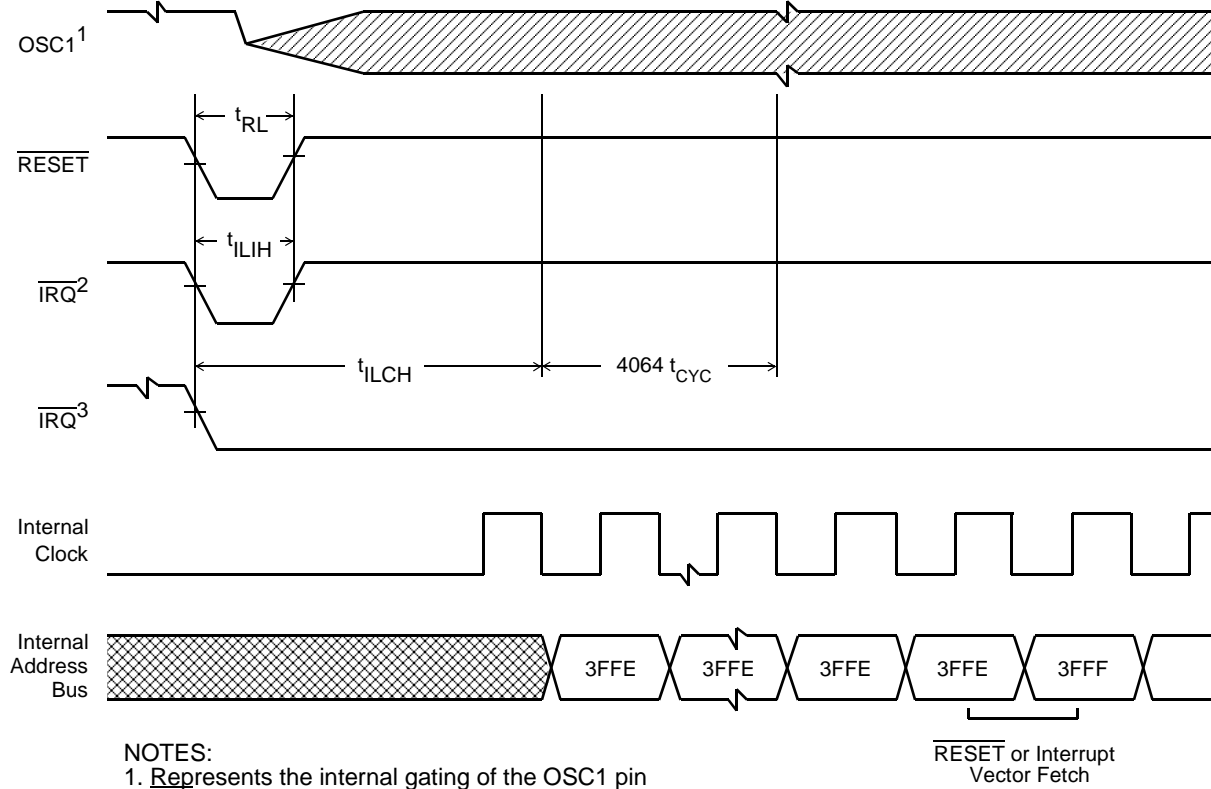 OSC1¹
t_RL
RESET
t_ILIH
IRQ²
t_ILCH
4064 t_CYC
IRQ³
Internal
Clock
Internal
Address
Bus
3FFE
3FFE
3FFE
3FFE
3FFF
RESET or Interrupt
Vector Fetch
NOTES:
1. Represents the internal gating of the OSC1 pin